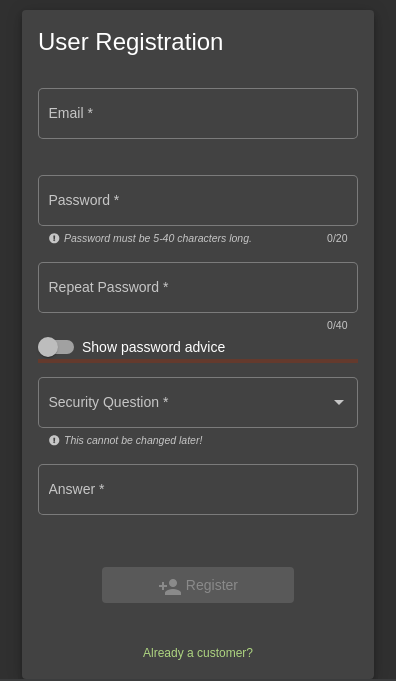 User Registration
Email *
Password *
Password must be 5-40 characters long. 0/20
Repeat Password *
0/40
Show password advice
Security Question *
This cannot be changed later!
Answer *
Register
Already a customer?